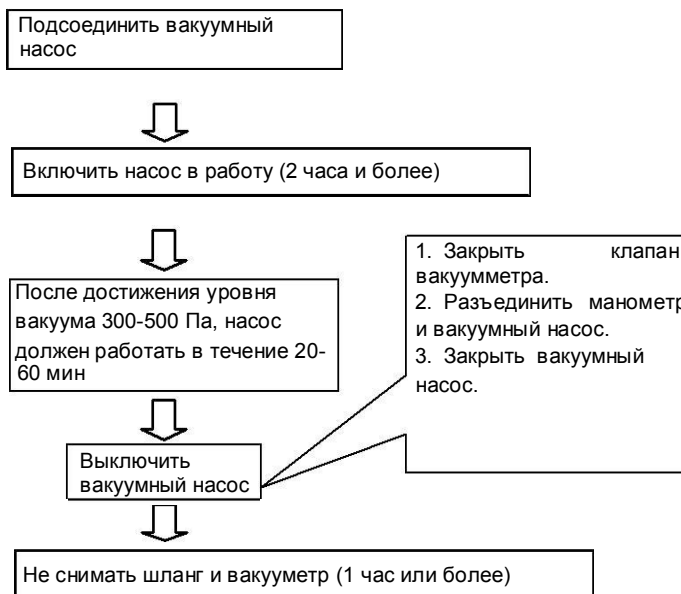 Подсоединить вакуумный
насос
Включить насос в работу (2 часа и более)
После достижения уровня
вакуума 300-500 Па, насос
должен работать в течение 20-
60 мин
1. Закрыть клапан
вакуумметра.
2. Разъединить манометр
и вакуумный насос.
3. Закрыть вакуумный
насос.
Выключить
вакуумный насос
Не снимать шланг и вакууметр (1 час или более)